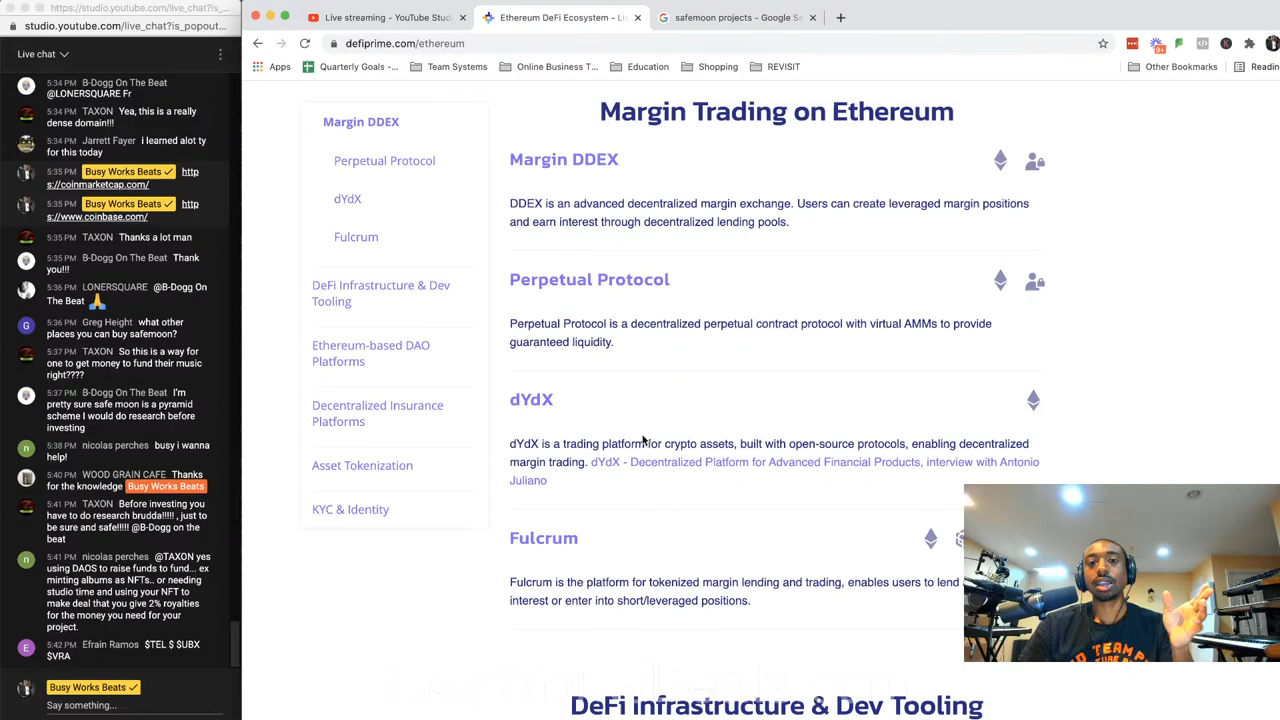 https://studio.youtube.com/live_chat?is_popout...
studio.youtube.com/live_chat?is_popout...
Live chat
5:34 PM B-Dogg On The Beat
@LONERSQUARE Fr
5:34 PM TAXON Yea, this is a really
dense domain!!!
5:34 PM Jarrett Fayer i learned alot ty
for this today
5:35 PM Busy Works Beats ✓ http
s://coinmarketcap.com/
5:35 PM Busy Works Beats ✓ http
s://www.coinbase.com/
5:35 PM TAXON Thanks a lot man
5:35 PM B-Dogg On The Beat Thank
you!!!
5:36 PM LONERSQUARE @B-Dogg On
The Beat 🙏
5:36 PM Greg Height what other
places you can buy safemoon?
5:37 PM TAXON So this is a way for
one to get money to fund their music
right????
5:37 PM B-Dogg On The Beat I'm
pretty sure safe moon is a pyramid
scheme I would do research before
investing
5:38 PM nicolas perches busy i wanna
help!
5:40 PM WOOD GRAIN CAFE Thanks
for the knowledge Busy Works Beats
5:41 PM TAXON Before investing you
have to do research brudda!!!!! , just to
be sure and safe!!!!! @B-Dogg on the
beat
5:41 PM nicolas perches @TAXON yes
using DAOS to raise funds to fund... ex
minting albums as NFTs.. or needing
studio time and using your NFT to
make deal that you give 2% royalties
for the money you need for your
project.
5:42 PM Efrain Ramos $TEL $ $UBX
$VRA
Busy Works Beats ✓
Say something...
Live streaming - YouTube Stud
Ethereum DeFi Ecosystem - Lis
safemoon projects - Google Se
defiprime.com/ethereum
Apps
Quarterly Goals -...
Team Systems
Online Business T...
Education
Shopping
REVISIT
Other Bookmarks
Readin
Margin DDEX
Perpetual Protocol
dYdX
Fulcrum
DeFi Infrastructure & Dev
Tooling
Ethereum-based DAO
Platforms
Decentralized Insurance
Platforms
Asset Tokenization
KYC & Identity
Margin Trading on Ethereum
Margin DDEX
DDEX is an advanced decentralized margin exchange. Users can create leveraged margin positions
and earn interest through decentralized lending pools.
Perpetual Protocol
Perpetual Protocol is a decentralized perpetual contract protocol with virtual AMMs to provide
guaranteed liquidity.
dYdX
dYdX is a trading platform for crypto assets, built with open-source protocols, enabling decentralized
margin trading. dYdX - Decentralized Platform for Advanced Financial Products, interview with Antonio
Juliano
Fulcrum
Fulcrum is the platform for tokenized margin lending and trading, enables users to lend
interest or enter into short/leveraged positions.
DeFi Infrastructure & Dev Tooling